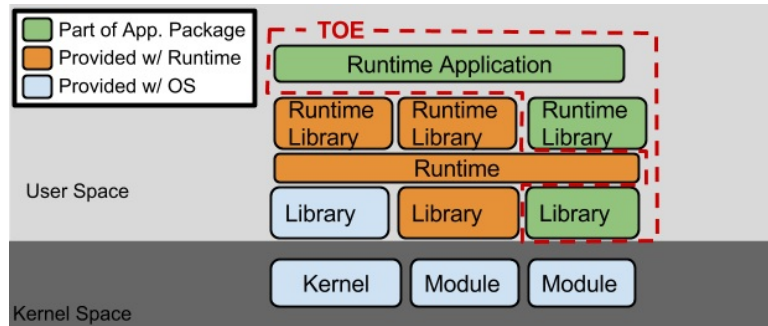 Part of App. Package
Provided w/ Runtime
Provided w/ OS
TOE
Runtime Application
Runtime
Library
Runtime
Library
Runtime
Library
Runtime
User Space
Library
Library
Library
Kernel
Module
Module
Kernel Space